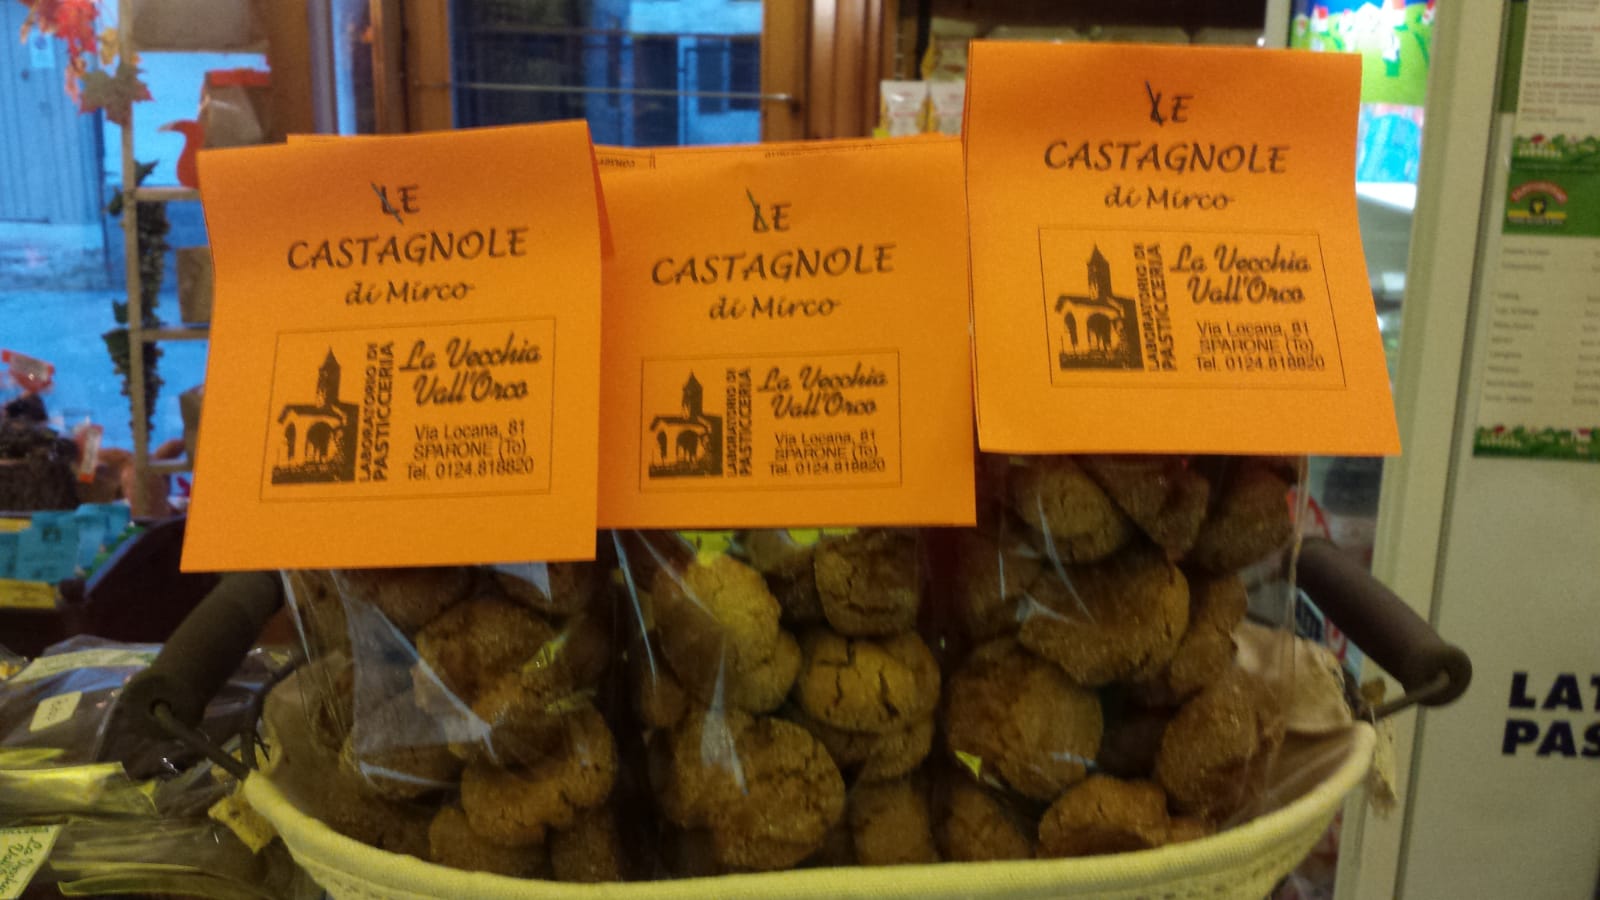 LE
CASTAGNOLE
di Mirco
LABORATORIO DI
PASTICCERIA
La Vecchia
Vall'Orco
Via Locana, 81
SPARONE (To)
Tel. 0124.818820
LE
CASTAGNOLE
di Mirco
LABORATORIO DI
PASTICCERIA
La Vecchia
Vall'Orco
Via Locana, 81
SPARONE (To)
Tel. 0124.818820
LE
CASTAGNOLE
di Mirco
LABORATORIO DI
PASTICCERIA
La Vecchia
Vall'Orco
Via Locana, 81
SPARONE (To)
Tel. 0124.818820
LAT
PAS
La Vecchia